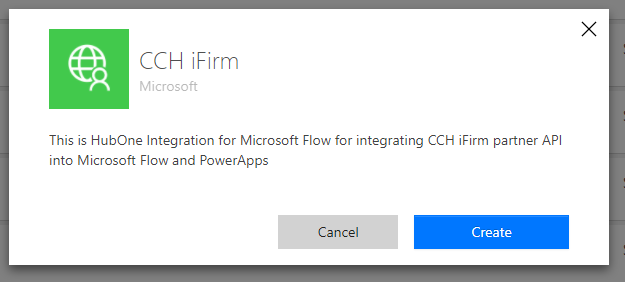 CCH iFirm
Microsoft
This is HubOne Integration for Microsoft Flow for integrating CCH iFirm partner API
into Microsoft Flow and PowerApps
Cancel
Create